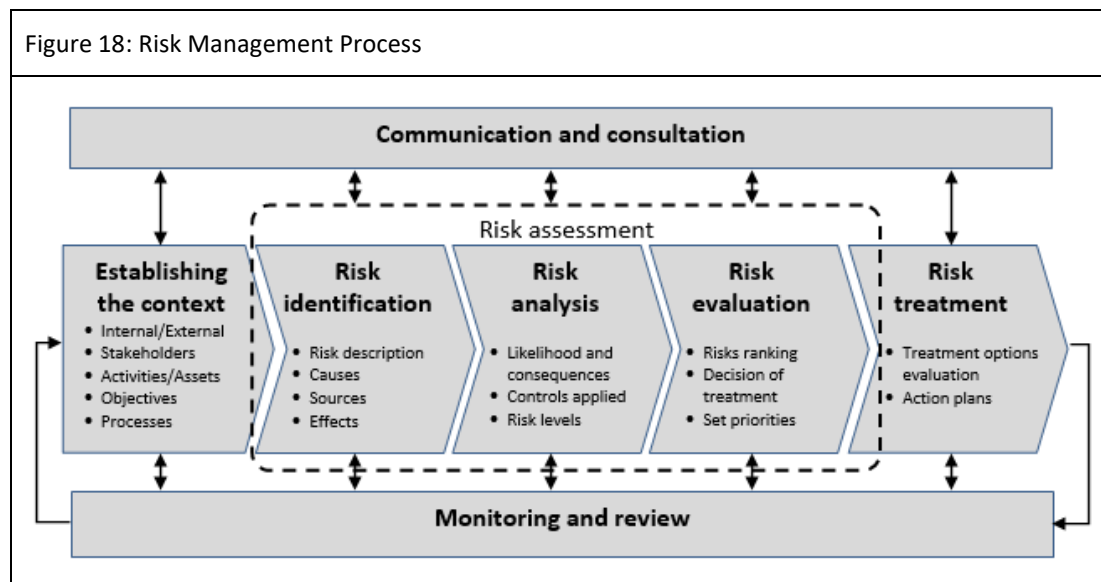 Figure 18: Risk Management Process
Communication and consultation
Risk assessment
Establishing
the context
• Internal/External
• Stakeholders
• Activities/Assets
• Objectives
• Processes
Risk
identification
• Risk description
• Causes
• Sources
• Effects
Risk
analysis
• Likelihood and
consequences
• Controls applied
• Risk levels
Risk
evaluation
• Risks ranking
• Decision of
treatment
• Set priorities
Risk
treatment
• Treatment options
evaluation
• Action plans
Monitoring and review